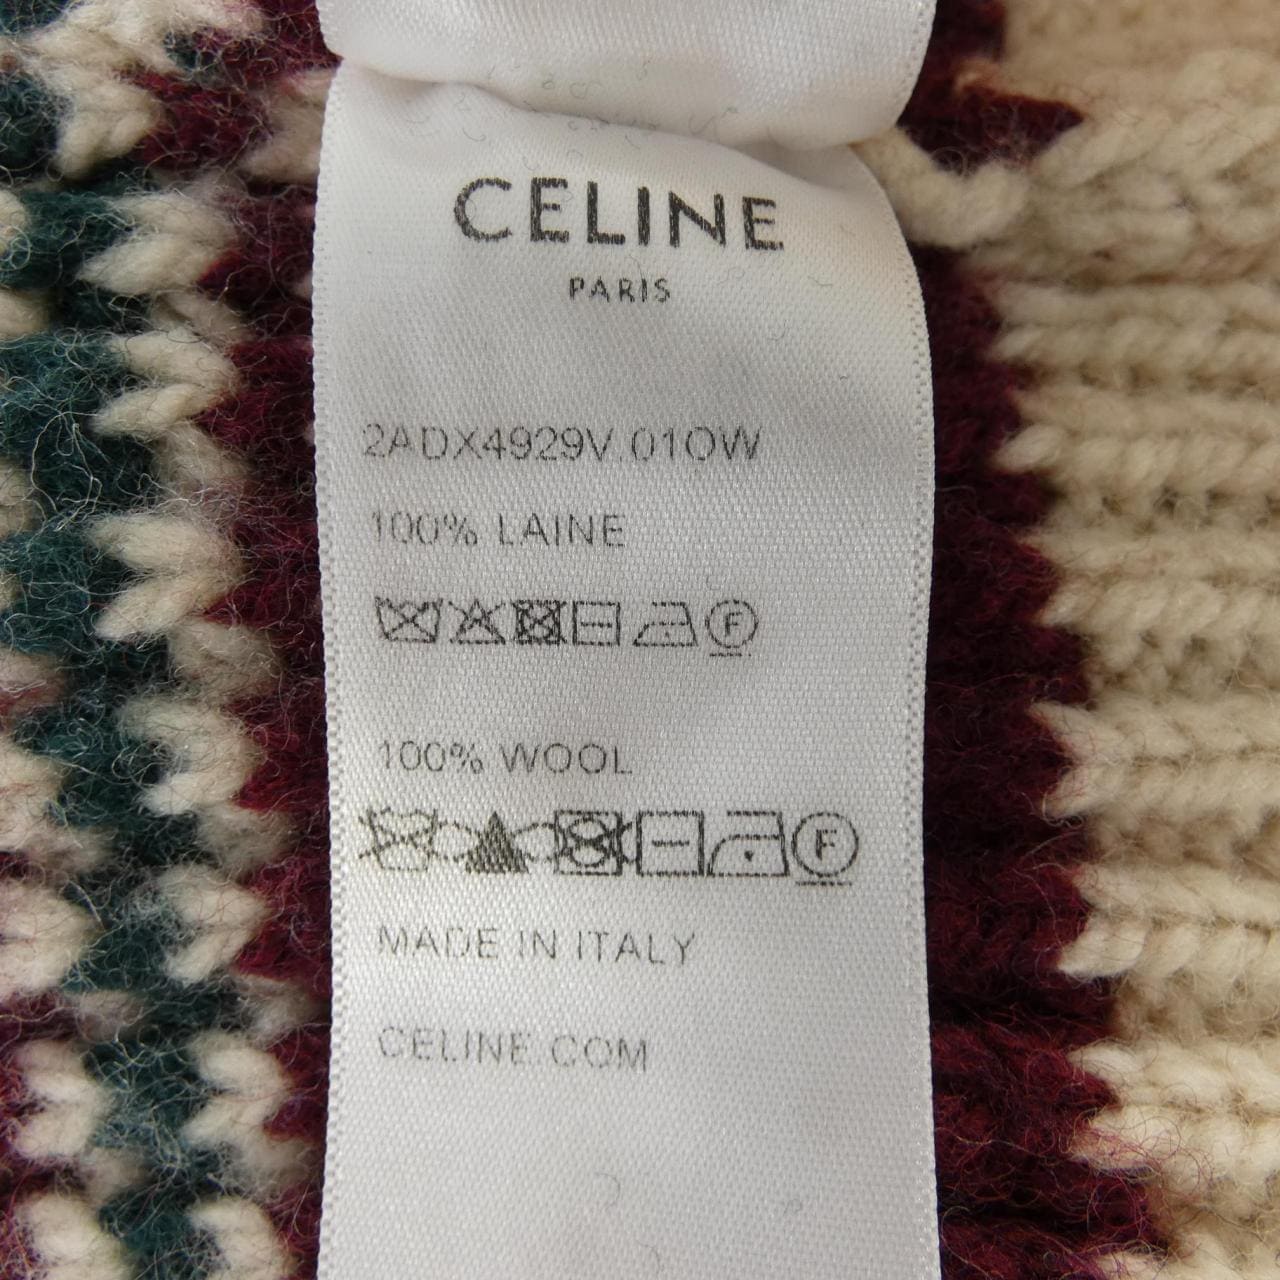 CELINE
PARIS
2ADX4929V.01OW
100% LAINE
F
100% WOOL
F
MADE IN ITALY
CELINE.COM